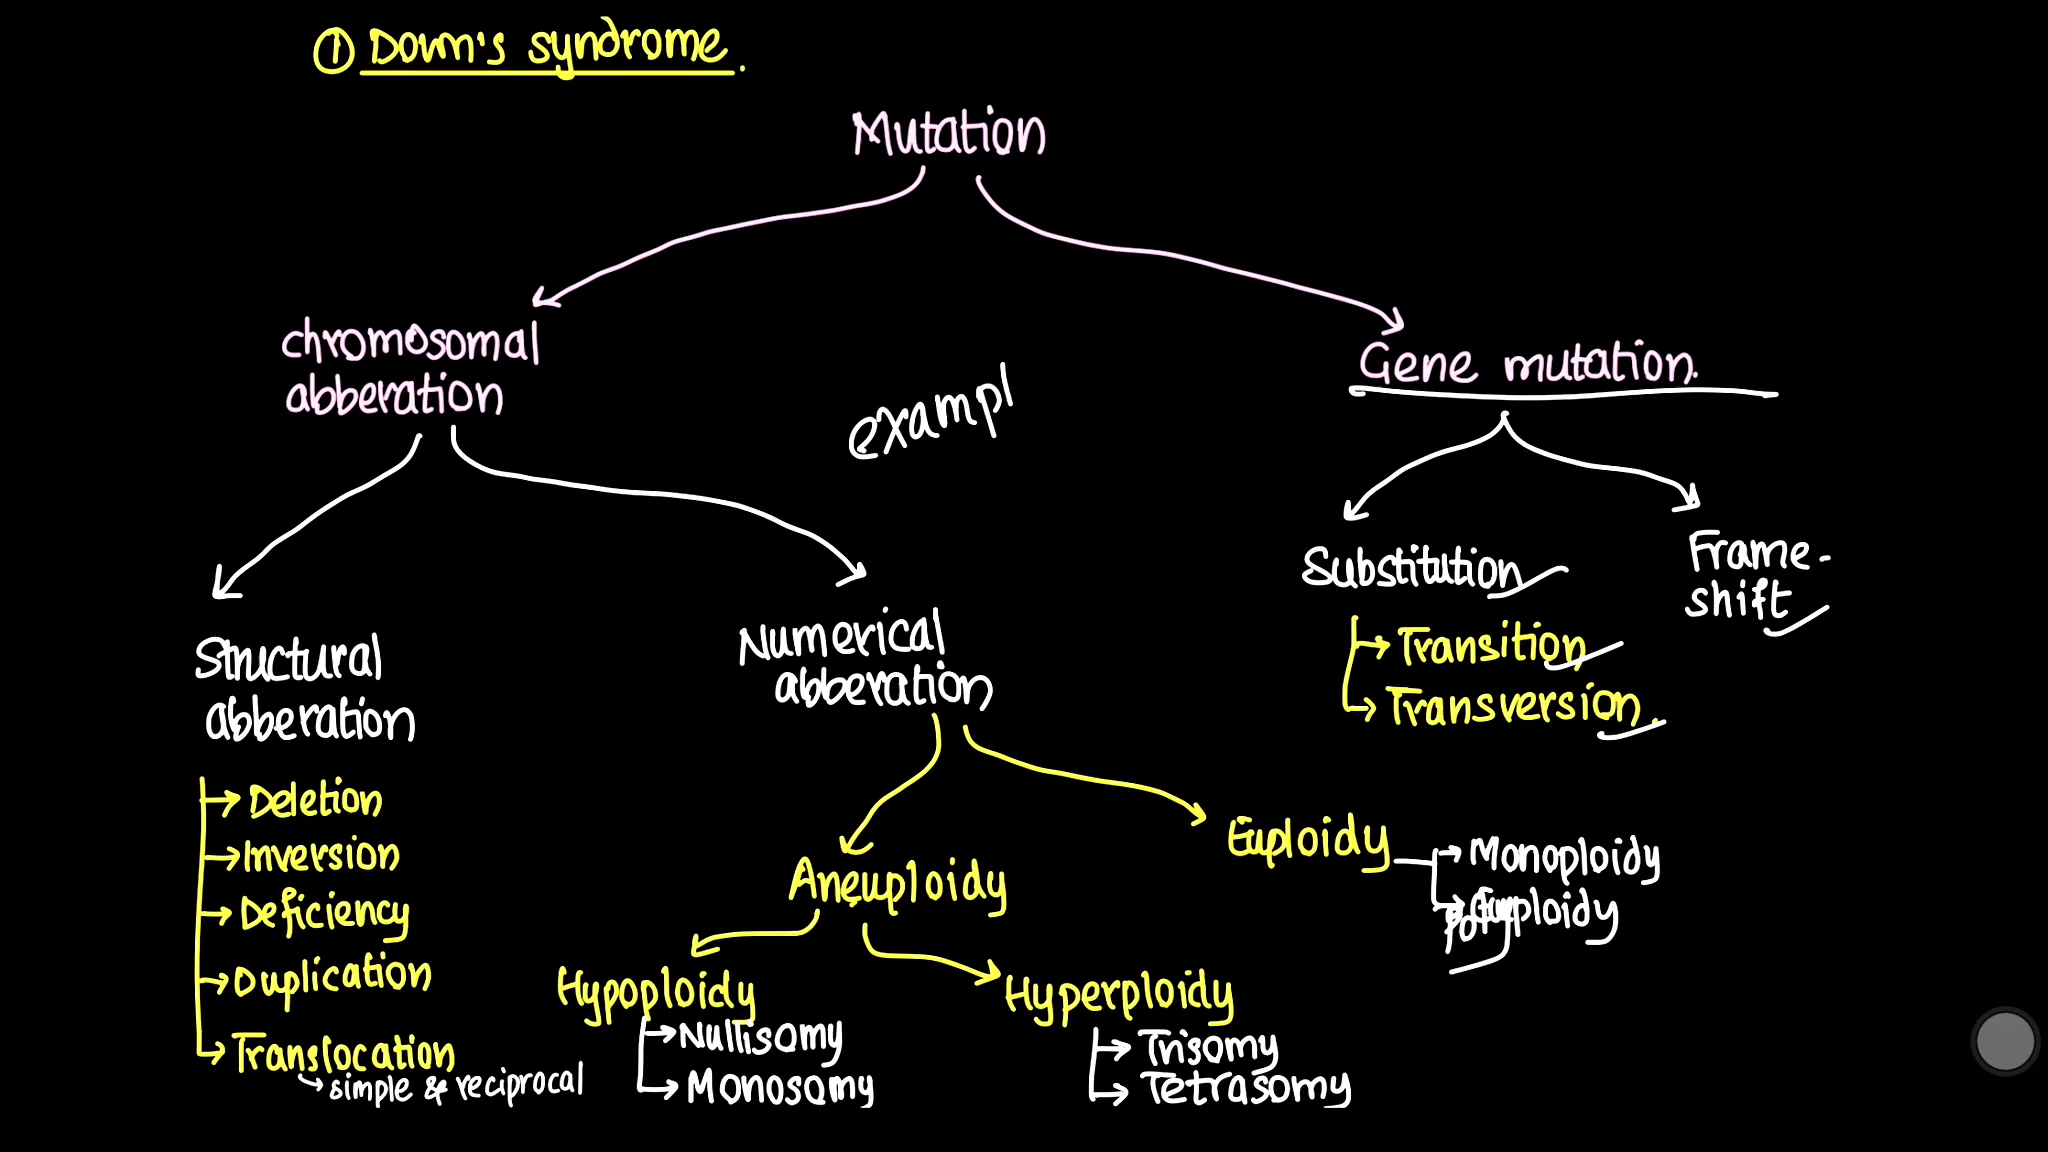 ① Down's syndrome.
Mutation
chromosomal
abberation
Gene mutation.
exampl
Substitution
Frame-
shift
Transition
Transversion.
Structural
abberation
Numerical
abberation
Deletion
Inversion
Deficiency
Duplication
Translocation
simple & reciprocal
Aneuploidy
Euploidy
Monoploidy
Hypoploidy
Nullisomy
Monosomy
Hyperploidy
Trisomy
Tetrasomy